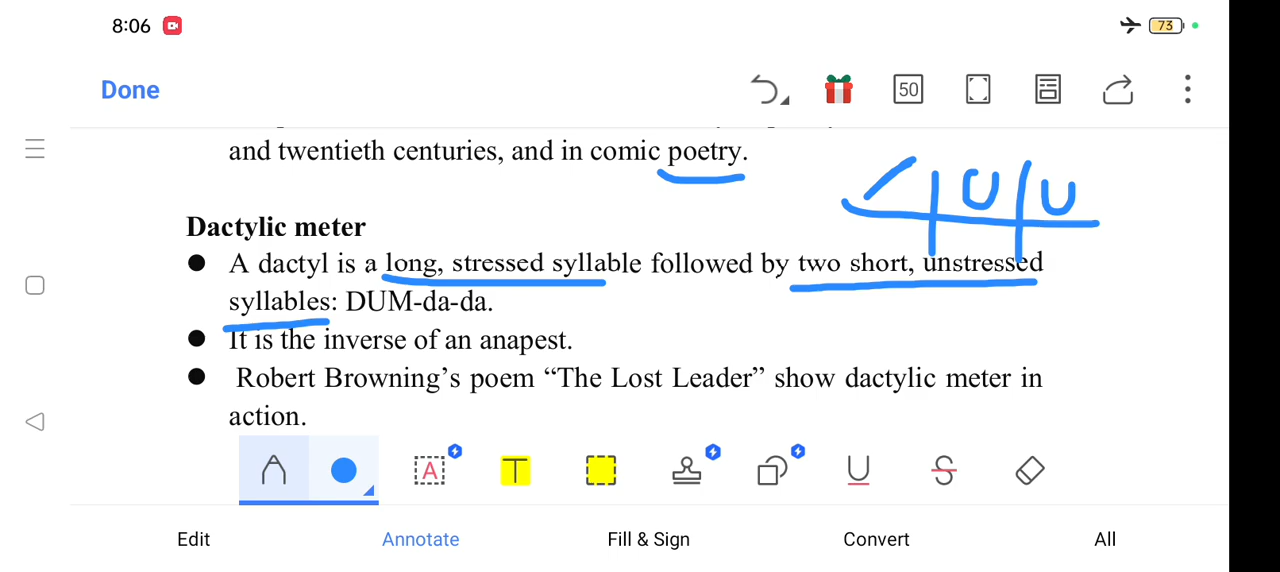 8:06
73
Done
50
and twentieth centuries, and in comic poetry.
Dactylic meter
● A dactyl is a long, stressed syllable followed by two short, unstressed
syllables: DUM-da-da.
● It is the inverse of an anapest.
● Robert Browning’s poem “The Lost Leader” show dactylic meter in
action.
A T T U S
Edit Annotate Fill & Sign Convert All